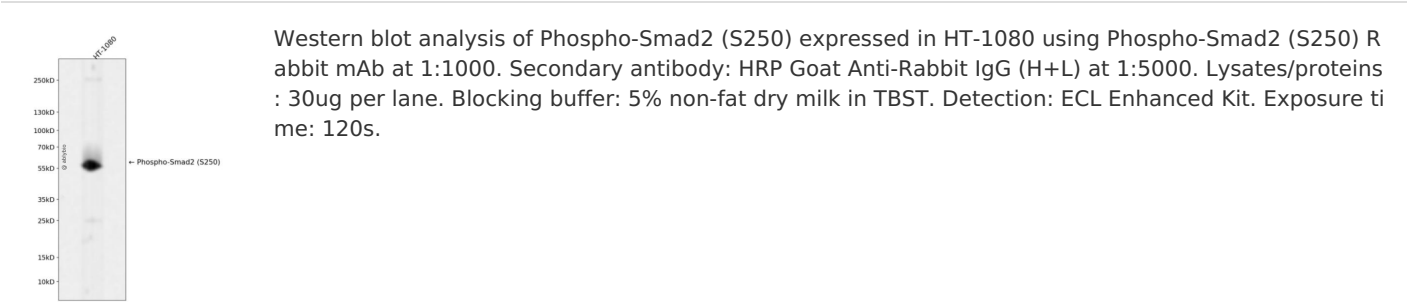 HT-1080
250kD
130kD
100kD
70kD
55kD
35kD
25kD
15kD
10kD
← Phospho-Smad2 (S250)
Western blot analysis of Phospho-Smad2 (S250) expressed in HT-1080 using Phospho-Smad2 (S250) R
abbit mAb at 1:1000. Secondary antibody: HRP Goat Anti-Rabbit IgG (H+L) at 1:5000. Lysates/proteins
: 30ug per lane. Blocking buffer: 5% non-fat dry milk in TBST. Detection: ECL Enhanced Kit. Exposure ti
me: 120s.